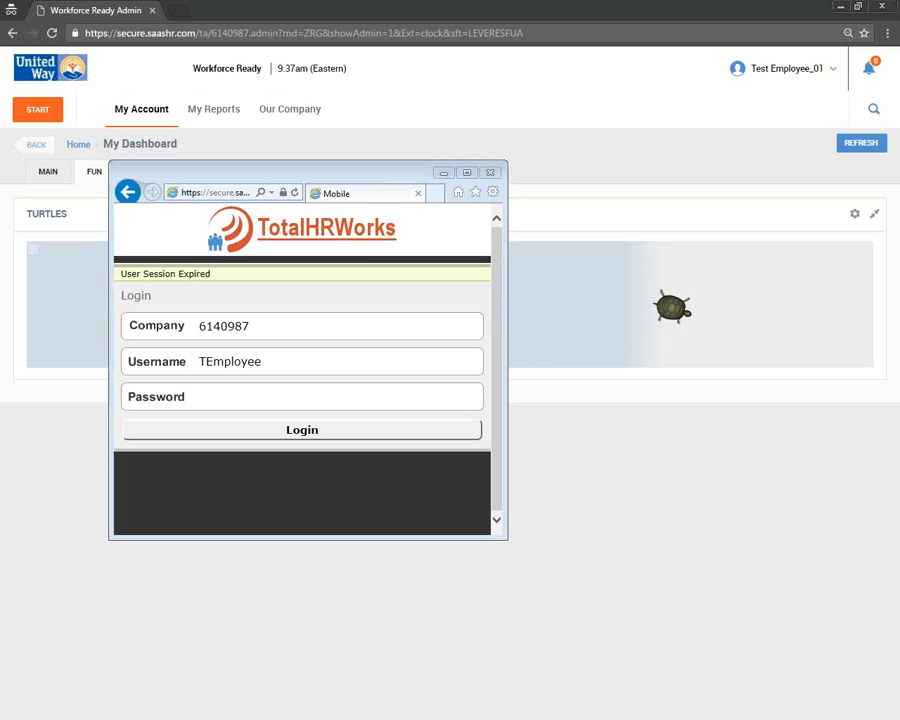 Workforce Ready Admin
https://secure.saashr.com/ta/6140987.admin?rnd=ZRG&showAdmin=1&Ext=clock&sft=LEVERESFUA
United Way
Workforce Ready | 9:37am (Eastern)
Test Employee_01
0
START
My Account
My Reports
Our Company
BACK
Home › My Dashboard
REFRESH
MAIN
FUN
TURTLES
https://secure.sa...
Mobile
TotalHRWorks
User Session Expired
Login
Company 6140987
Username TEmployee
Password
Login